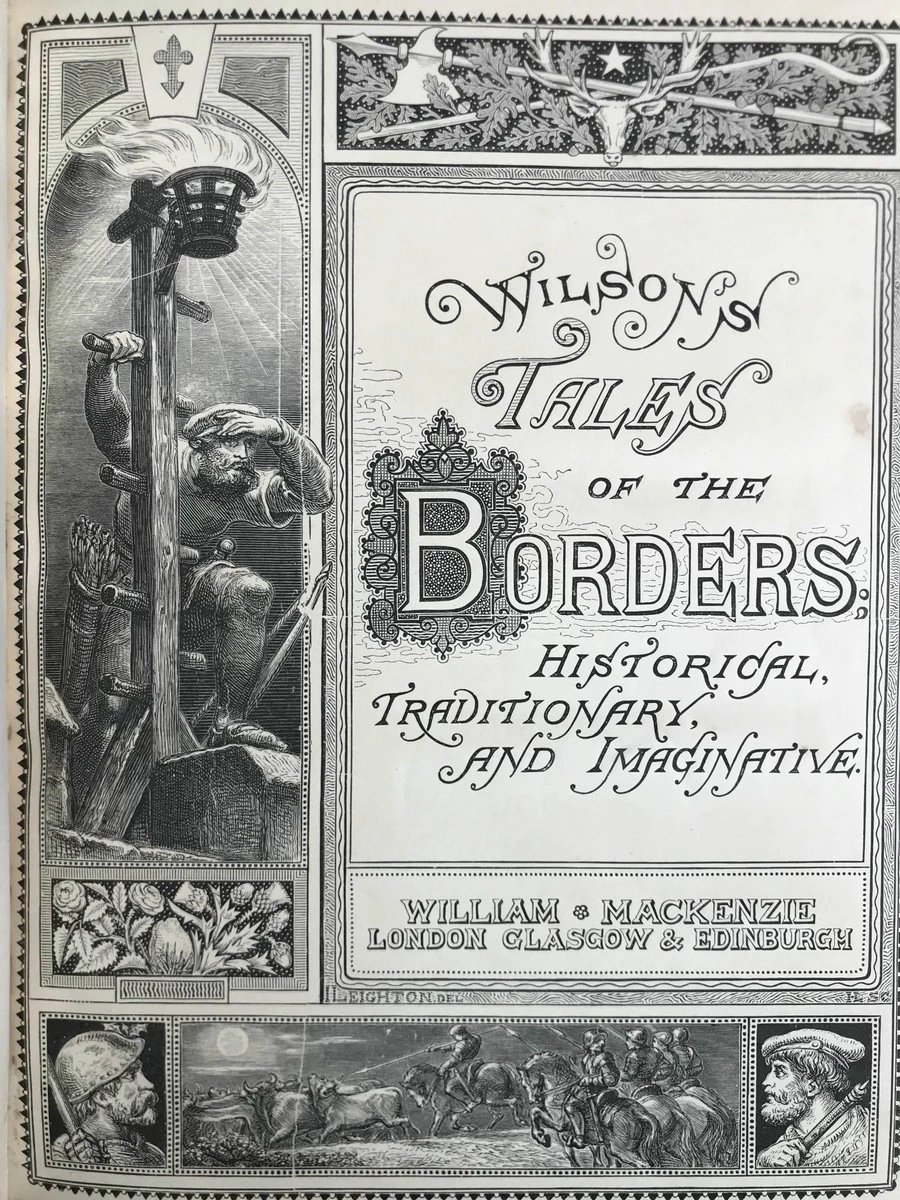 WILSON'S
TALES
OF THE
BORDERS;
HISTORICAL,
TRADITIONARY,
AND IMAGINATIVE.
WILLIAM MACKENZIE
LONDON GLASGOW & EDINBURGH
LEIGHTON. DEL. SC